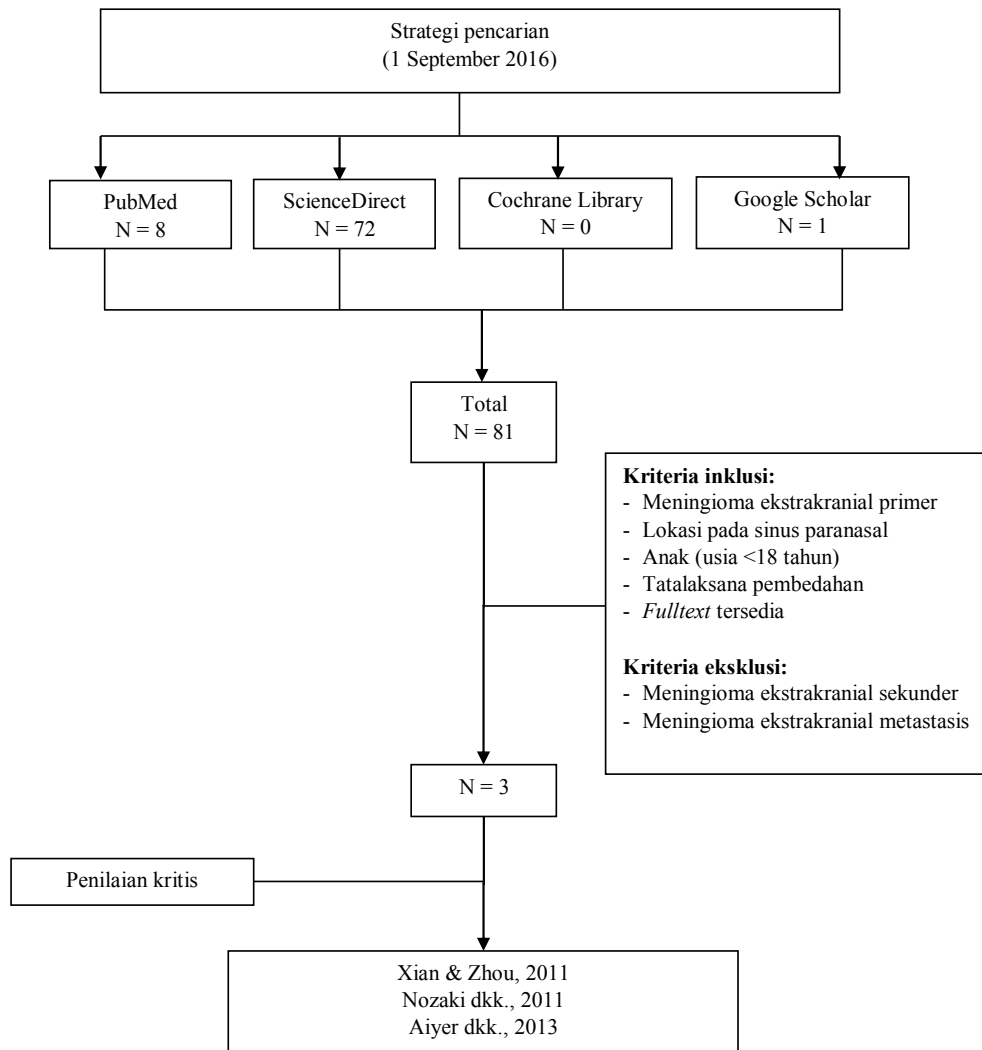 Strategi pencarian
(1 September 2016)
PubMed
N = 8
ScienceDirect
N = 72
Cochrane Library
N = 0
Google Scholar
N = 1
Total
N = 81
Kriteria inklusi:
- Meningioma ekstrakranial primer
- Lokasi pada sinus paranasal
- Anak (usia <18 tahun)
- Tatalaksana pembedahan
- Fulltext tersedia
Kriteria eksklusi:
- Meningioma ekstrakranial sekunder
- Meningioma ekstrakranial metastasis
N = 3
Penilaian kritis
Xian & Zhou, 2011
Nozaki dkk., 2011
Aiyer dkk., 2013